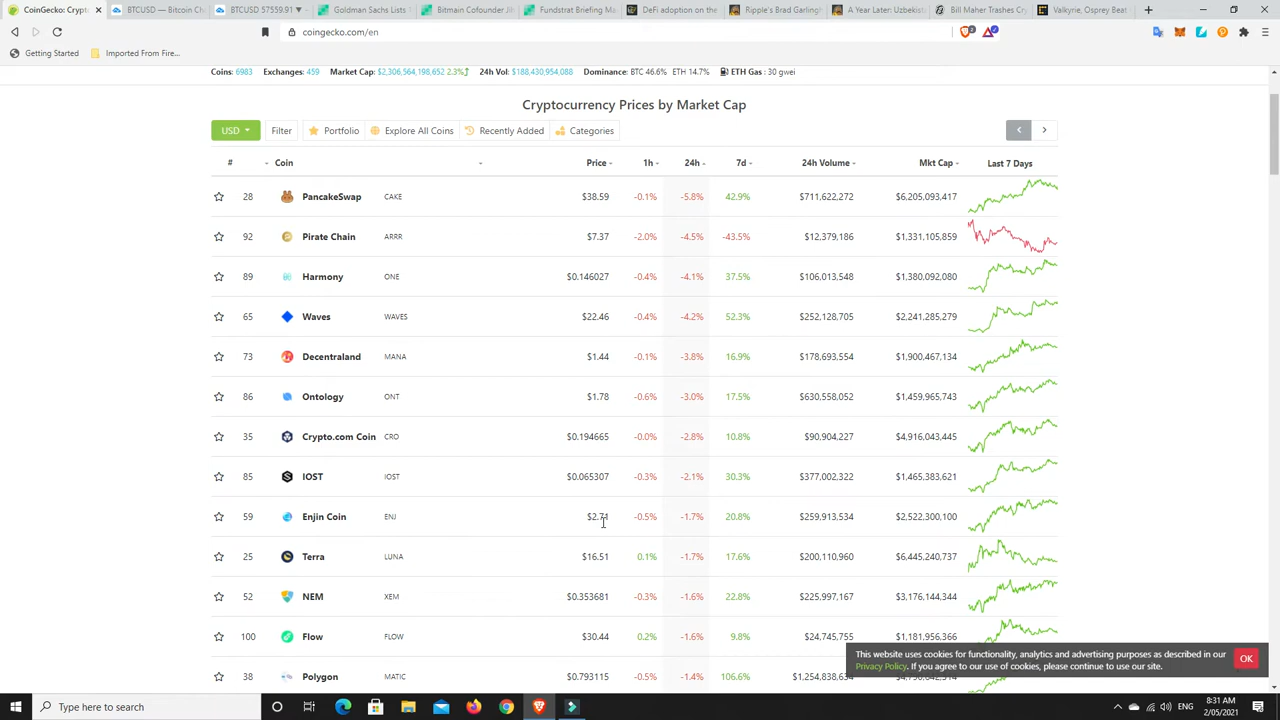 CoinGecko: Crypto
BTCUSD — Bitcoin Ch
BTCUSD 57559.91
Goldman Sachs Lists
Bitmain Cofounder Ji
Fundstrat Briefing Ma
DeFi adoption on the
Ripple's Brad Garling
A Year Later: Uzbekis
Bill Maher Trashes Cry
Valkyrie, Osprey Bea
coingecko.com/en
Getting Started
Imported From Fire...
Coins: 6983 Exchanges: 459 Market Cap: $2,306,564,198,652 2.3% 24h Vol: $188,430,954,088 Dominance: BTC 46.6% ETH 14.7% ETH Gas : 30 gwei
Cryptocurrency Prices by Market Cap
USD Filter Portfolio Explore All Coins Recently Added Categories
# Coin Price 1h 24h 7d 24h Volume Mkt Cap Last 7 Days
28 PancakeSwap CAKE $38.59 -0.1% -5.8% 42.9% $711,622,272 $6,205,093,417
92 Pirate Chain ARRR $7.37 -2.0% -4.5% -43.5% $12,379,186 $1,331,105,859
89 Harmony ONE $0.146027 -0.4% -4.1% 37.5% $106,013,548 $1,380,092,080
65 Waves WAVES $22.46 -0.4% -4.2% 52.3% $252,128,705 $2,241,285,279
73 Decentraland MANA $1.44 -0.1% -3.8% 16.9% $178,693,554 $1,900,467,134
86 Ontology ONT $1.78 -0.6% -3.0% 17.5% $630,558,052 $1,459,965,743
35 Crypto.com Coin CRO $0.194665 -0.0% -2.8% 10.8% $90,904,227 $4,916,043,445
85 IOST IOST $0.065307 -0.3% -2.1% 30.3% $377,002,322 $1,465,383,621
59 Enjin Coin ENJ $2.71 -0.5% -1.7% 20.8% $259,913,534 $2,522,300,100
25 Terra LUNA $16.51 0.1% -1.7% 17.6% $200,110,960 $6,445,240,737
52 NEM XEM $0.353681 -0.3% -1.6% 22.8% $225,997,167 $3,176,144,344
100 Flow FLOW $30.44 0.2% -1.6% 9.8% $24,745,755 $1,181,956,366
38 Polygon MATIC $0.793115 -0.5% -1.4% 106.6%
This website uses cookies for functionality, analytics and advertising purposes as described in our
Privacy Policy. If you agree to our use of cookies, please continue to use our site.
OK
Type here to search
8:31 AM
2/05/2021